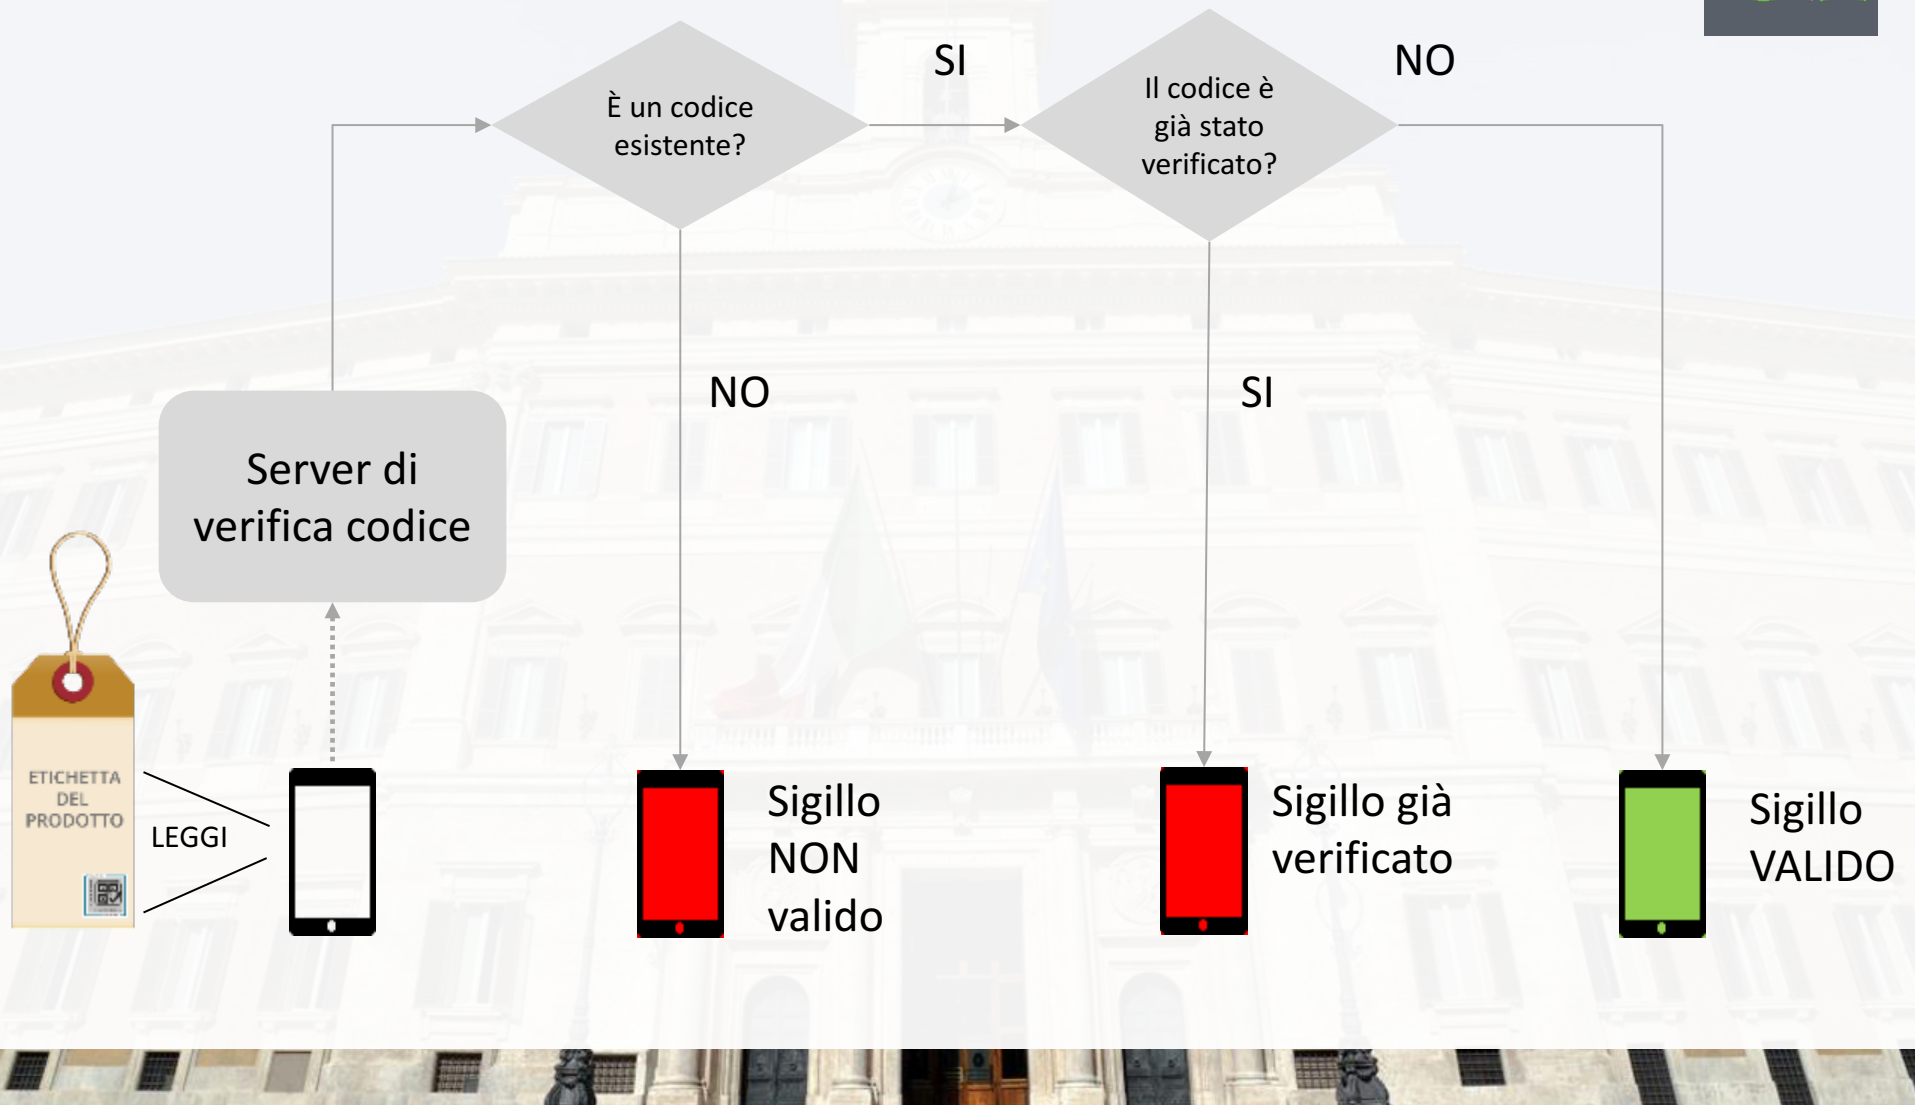 È un codice
esistente?
SI
Il codice è
già stato
verificato?
NO
NO
SI
Server di
verifica codice
ETICHETTA
DEL
PRODOTTO
LEGGI
Sigillo
NON
valido
Sigillo già
verificato
Sigillo
VALIDO